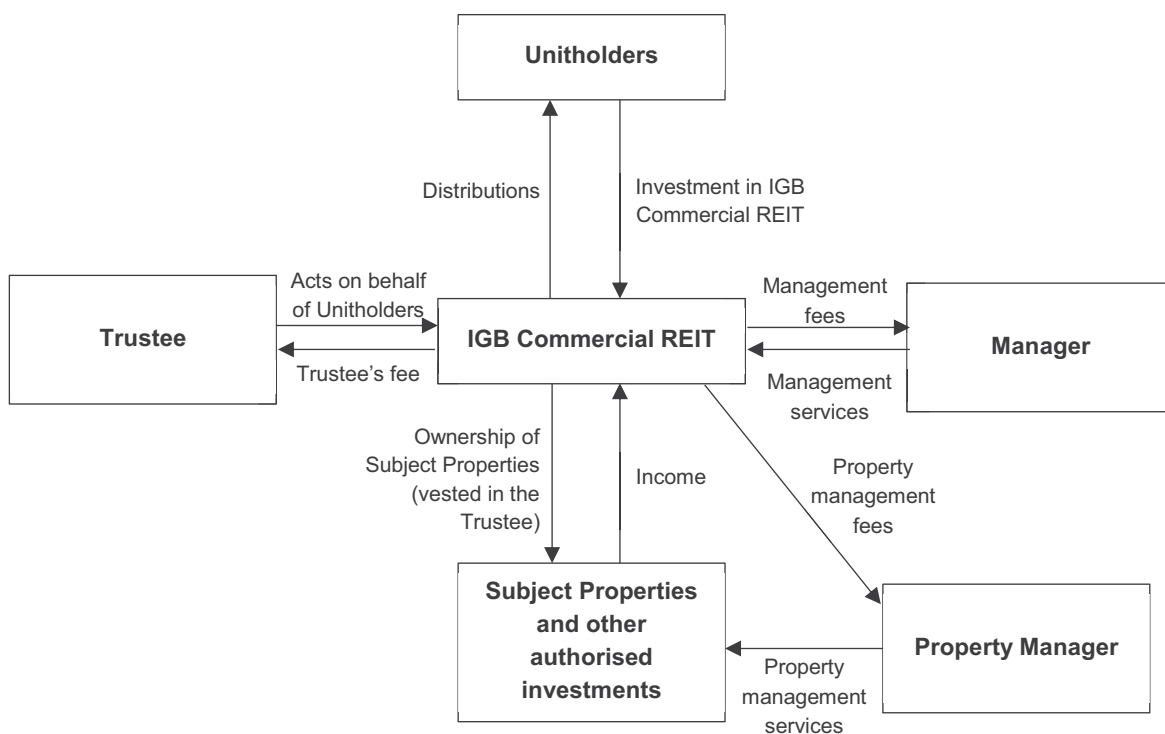 Unitholders
Distributions
Investment in IGB
Commercial REIT
Acts on behalf
of Unitholders
Management
fees
Trustee
IGB Commercial REIT
Manager
Trustee’s fee
Management
services
Ownership of
Subject Properties
(vested in the
Trustee)
Income
Property
management
fees
Subject Properties
and other
authorised
investments
Property Manager
Property
management
services